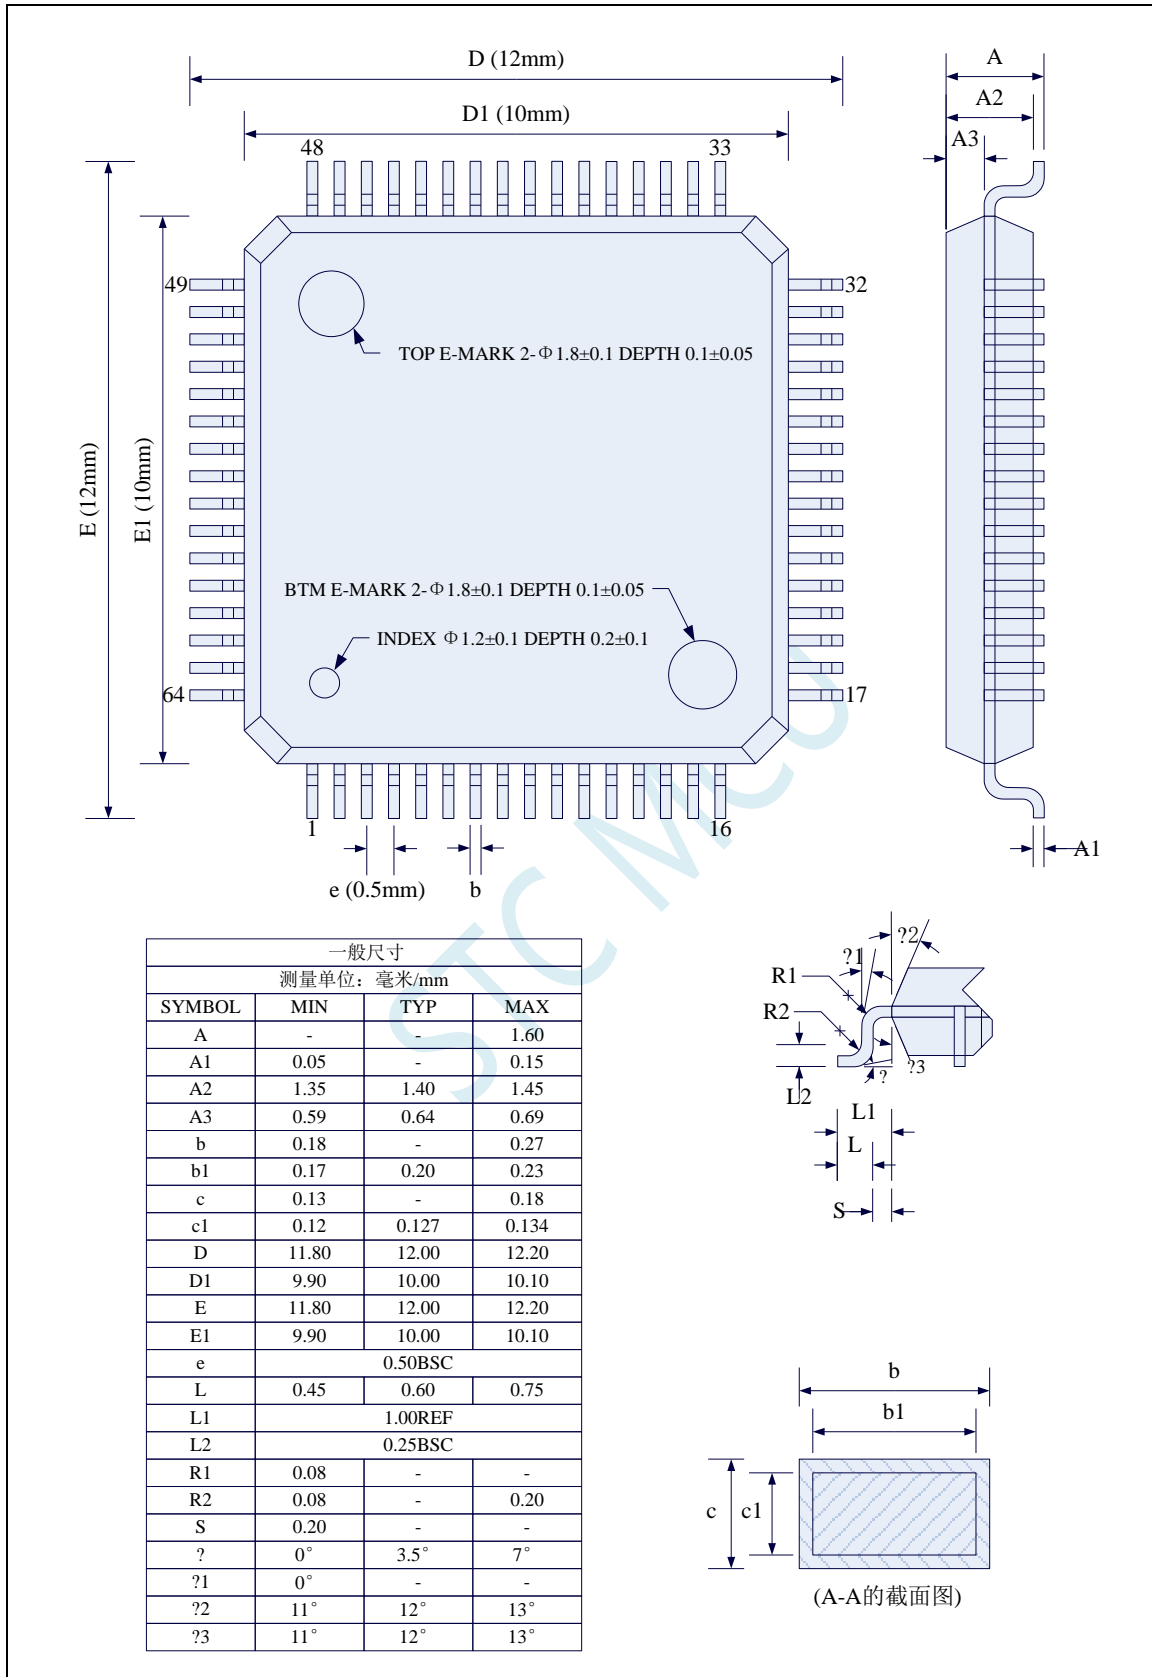 D (12mm)
A
D1 (10mm)
A2
48
33
A3
49
32
TOP E-MARK 2-Φ1.8±0.1 DEPTH 0.1±0.05
E (12mm)
E1 (10mm)
BTM E-MARK 2-Φ1.8±0.1 DEPTH 0.1±0.05
INDEX Φ1.2±0.1 DEPTH 0.2±0.1
64
17
1
16
A1
e (0.5mm)
b
STC MCU
一般尺寸
测量单位：毫米/mm
SYMBOL MIN TYP MAX
A - - 1.60
A1 0.05 - 0.15
A2 1.35 1.40 1.45
A3 0.59 0.64 0.69
b 0.18 - 0.27
b1 0.17 0.20 0.23
c 0.13 - 0.18
c1 0.12 0.127 0.134
D 11.80 12.00 12.20
D1 9.90 10.00 10.10
E 11.80 12.00 12.20
E1 9.90 10.00 10.10
e 0.50BSC
L 0.45 0.60 0.75
L1 1.00REF
L2 0.25BSC
R1 0.08 - -
R2 0.08 - 0.20
S 0.20 - -
? 0° 3.5° 7°
?1 0° - -
?2 11° 12° 13°
?3 11° 12° 13°
?2
?1
R1
R2
?3
?
L2
L1
L
S
b
b1
c
c1
(A-A的截面图)